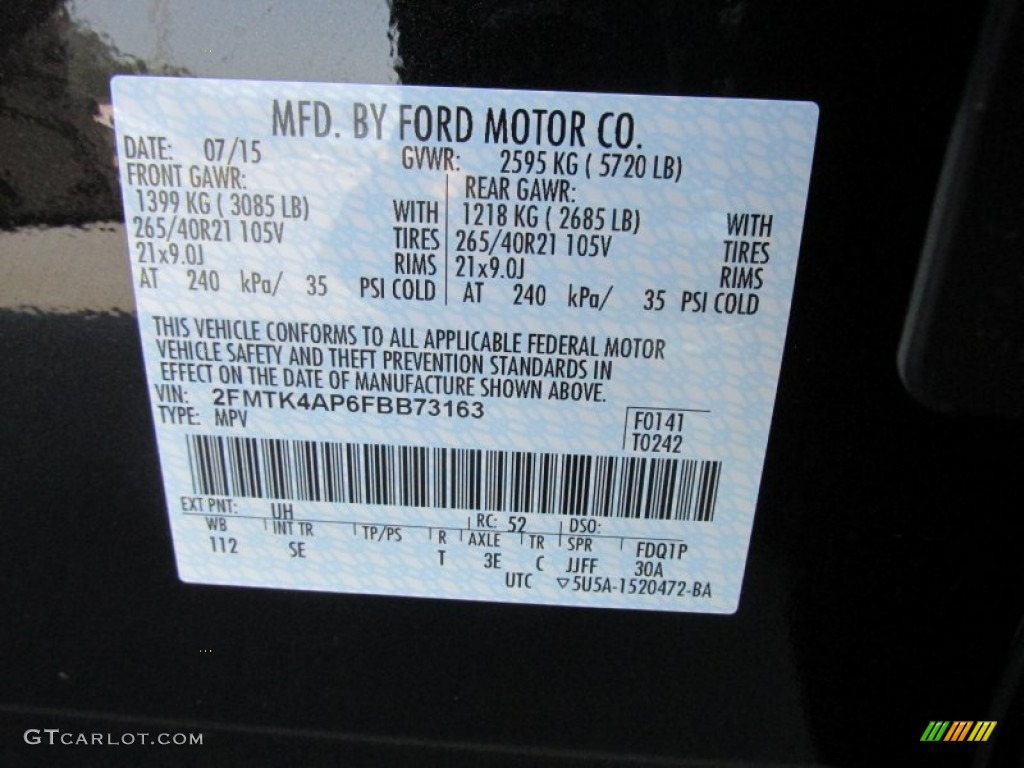 MFD. BY FORD MOTOR CO.
DATE: 07/15 GVWR: 2595 KG ( 5720 LB)
FRONT GAWR: REAR GAWR:
1399 KG ( 3085 LB) WITH 1218 KG ( 2685 LB) WITH
265/40R21 105V TIRES 265/40R21 105V TIRES
21x9.0J RIMS 21x9.0J RIMS
AT 240 kPa/ 35 PSI COLD AT 240 kPa/ 35 PSI COLD
THIS VEHICLE CONFORMS TO ALL APPLICABLE FEDERAL MOTOR
VEHICLE SAFETY AND THEFT PREVENTION STANDARDS IN
EFFECT ON THE DATE OF MANUFACTURE SHOWN ABOVE.
VIN: 2FMTK4AP6FBB73163
TYPE: MPV F0141
T0242
EXT PNT: UH RC: 52 DSO:
WB INT TR TP/PS R AXLE TR SPR FDQ1P
112 SE T 3E C JJFF 30A
UTC ▽5U5A-1520472-BA
GTCARLOT.COM